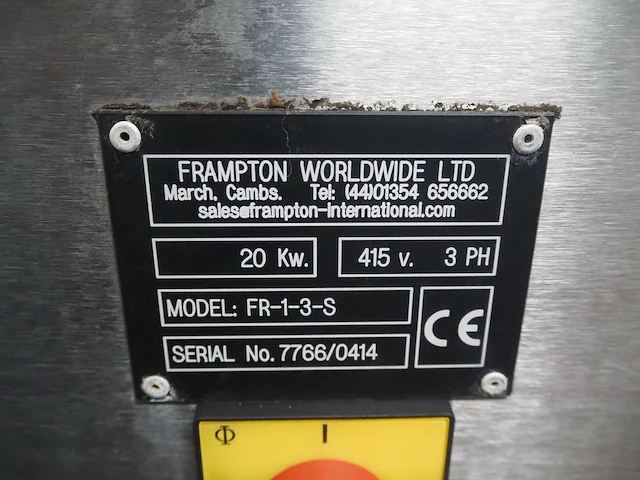 FRAMPTON WORLDWIDE LTD
March, Cambs. Tel: (44)01354 656662
sales@frampton-international.com
20 Kw. 415 v. 3 PH
MODEL: FR-1-3-S
CE
SERIAL No. 7766/0414
Φ I